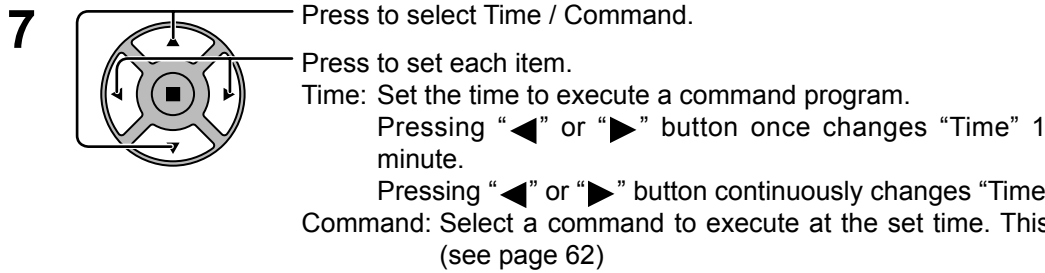 7
Press to select Time / Command.
Press to set each item.
Time: Set the time to execute a command program.
Pressing “◀” or “▶” button once changes “Time” 1
minute.
Pressing “◀” or “▶” button continuously changes “Time
Command: Select a command to execute at the set time. This
(see page 62)